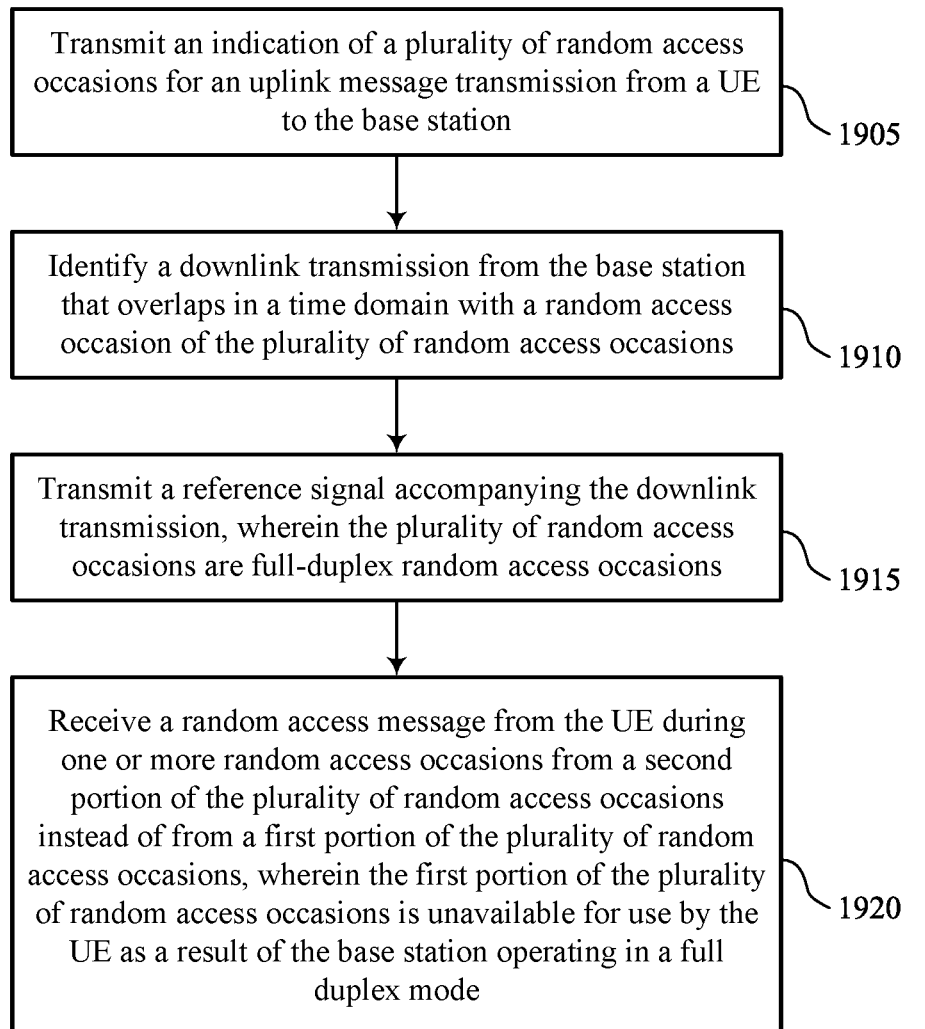 Transmit an indication of a plurality of random access
occasions for an uplink message transmission from a UE
to the base station
1905
Identify a downlink transmission from the base station
that overlaps in a time domain with a random access
occasion of the plurality of random access occasions
1910
Transmit a reference signal accompanying the downlink
transmission, wherein the plurality of random access
occasions are full-duplex random access occasions
1915
Receive a random access message from the UE during
one or more random access occasions from a second
portion of the plurality of random access occasions
instead of from a first portion of the plurality of random
access occasions, wherein the first portion of the plurality
of random access occasions is unavailable for use by the
UE as a result of the base station operating in a full
duplex mode
1920